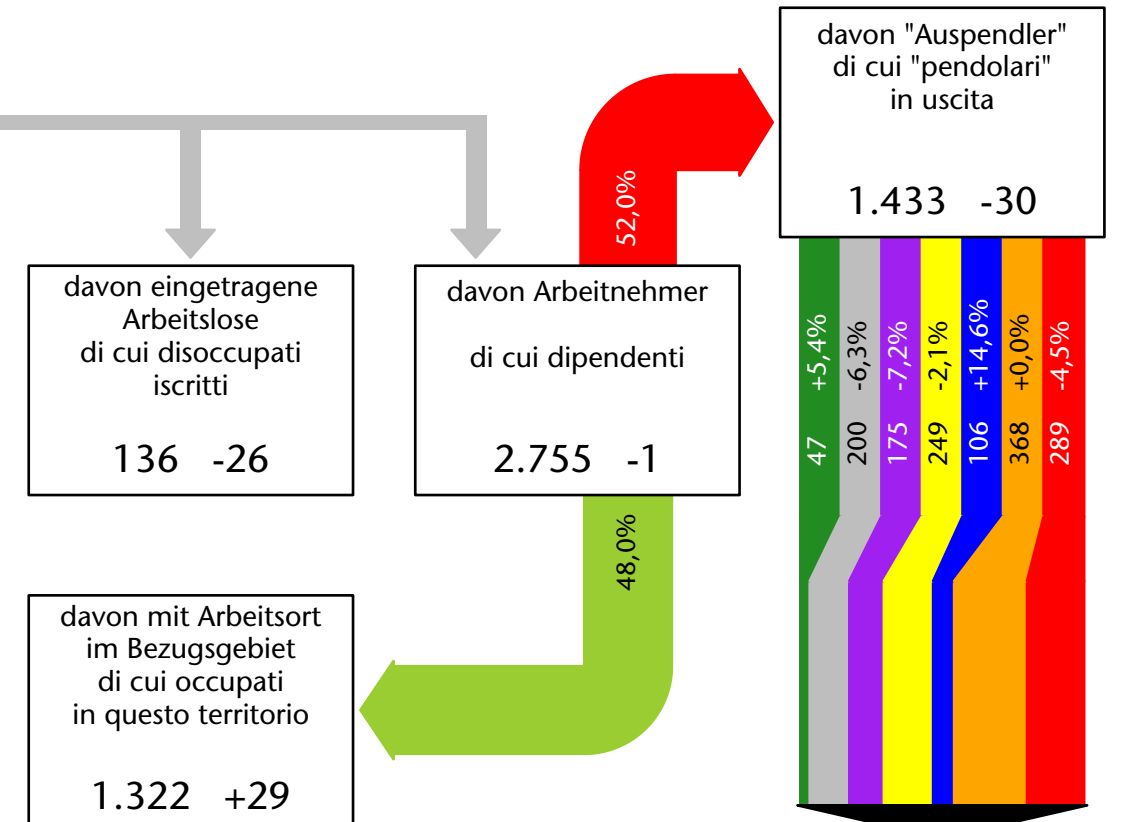 davon "Auspendler"
di cui "pendolari"
in uscita
1.433 -30
52,0%
davon eingetragene
Arbeitslose
di cui disoccupati
iscritti
136 -26
davon Arbeitnehmer
di cui dipendenti
2.755 -1
47 +5,4%
200 -6,3%
175 -7,2%
249 -2,1%
106 +14,6%
368 +0,0%
289 -4,5%
48,0%
davon mit Arbeitsort
im Bezugsgebiet
di cui occupati
in questo territorio
1.322 +29